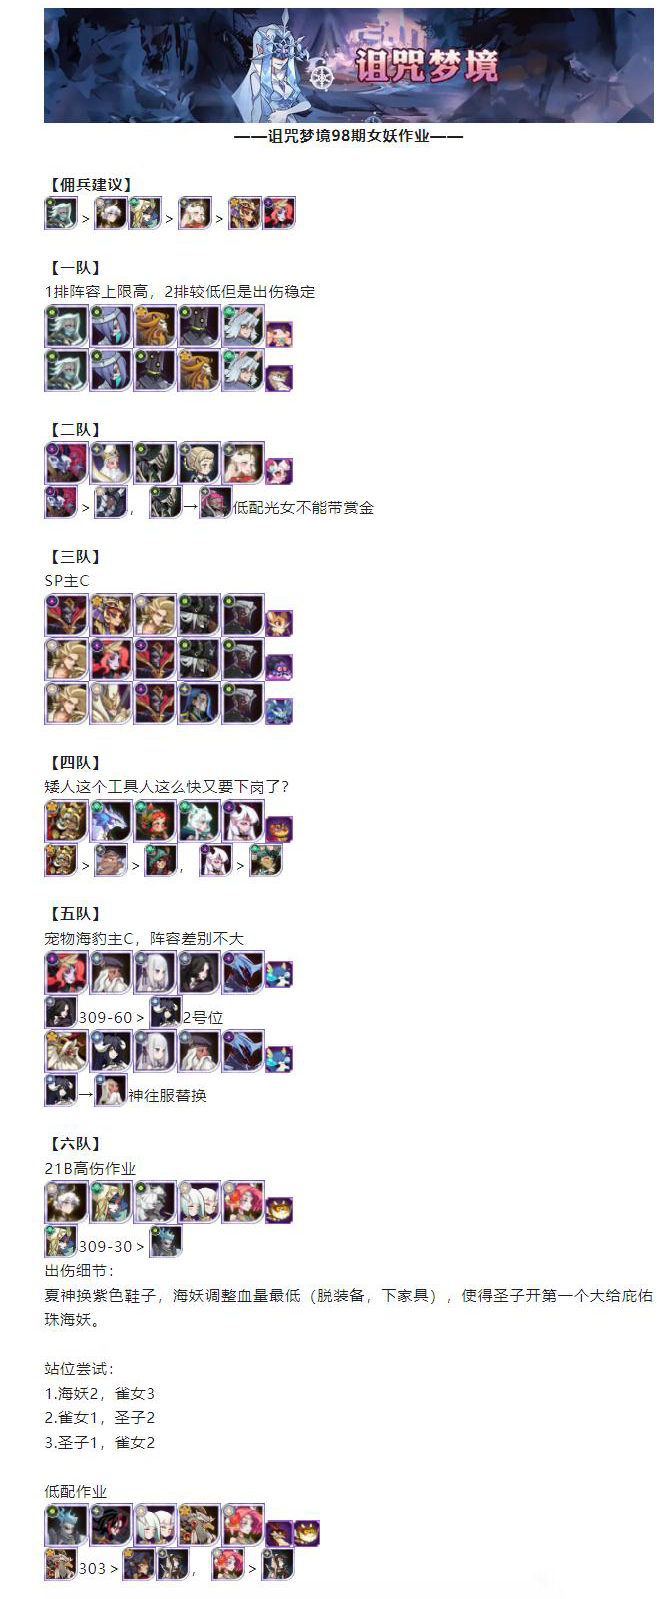 诅咒梦境
——诅咒梦境98期女妖作业——
【佣兵建议】
> > > 
【一队】
1排阵容上限高，2排较低但是出伤稳定
【二队】
> ， →低配光女不能带赏金
【三队】
SP主C
【四队】
矮人这个工具人这么快又要下岗了？
> > ， >
【五队】
宠物海豹主C，阵容差别不大
309-60 > 2号位
→神往服替换
【六队】
21B高伤作业
309-30 >
出伤细节：
夏神换紫色鞋子，海妖调整血量最低（脱装备，下家具），使得圣子开第一个大给庇佑
珠海妖。
站位尝试：
1.海妖2，雀女3
2.雀女1，圣子2
3.圣子1，雀女2
低配作业
303 > ， >